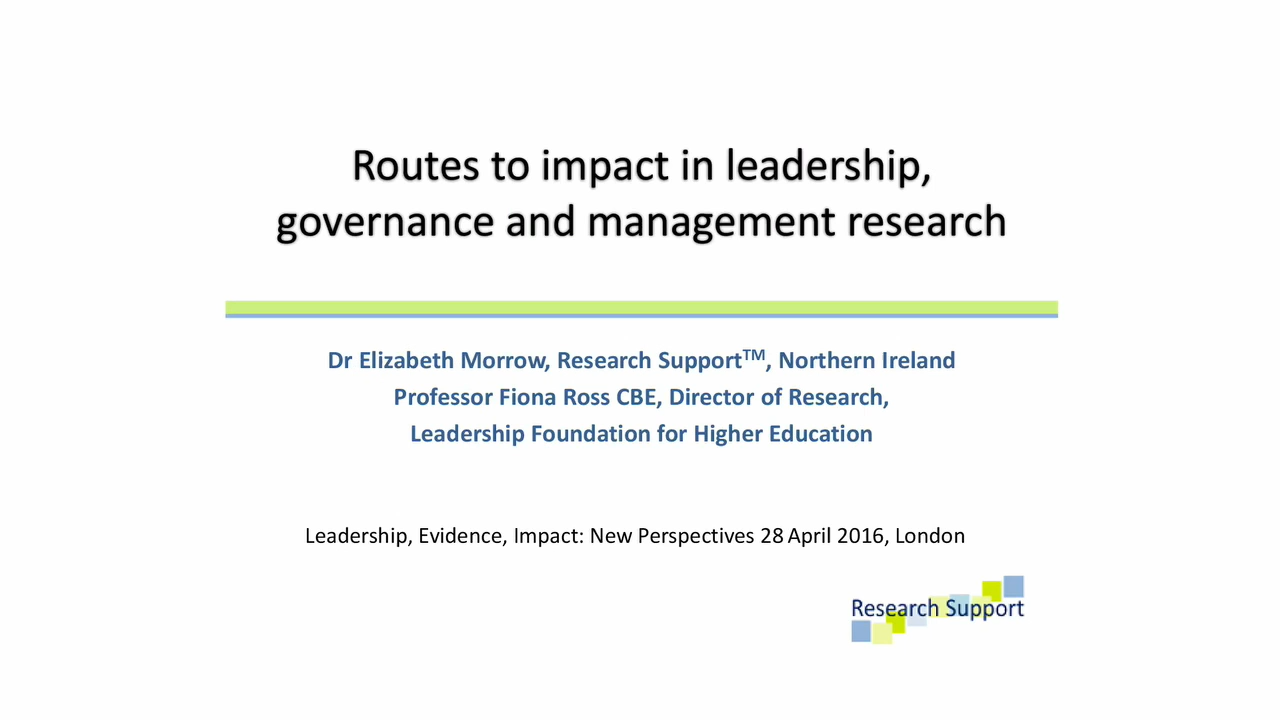 Routes to impact in leadership,
governance and management research
Dr Elizabeth Morrow, Research Support™, Northern Ireland
Professor Fiona Ross CBE, Director of Research,
Leadership Foundation for Higher Education
Leadership, Evidence, Impact: New Perspectives 28 April 2016, London
Research Support